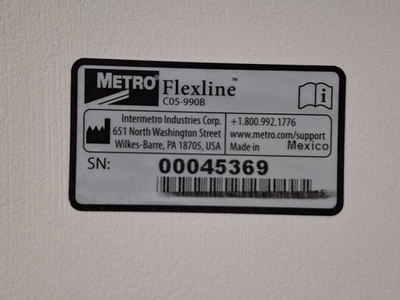 METRO® Flexline™
C05-990B
Intermetro Industries Corp.
651 North Washington Street
Wilkes-Barre, PA 18705, USA
+1.800.992.1776
www.metro.com/support
Made in Mexico
SN: 00045369